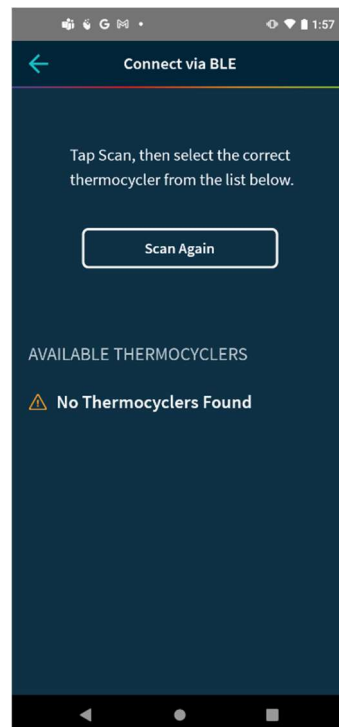 G 1:57
Connect via BLE
Tap Scan, then select the correct
thermocycler from the list below.
Scan Again
AVAILABLE THERMOCYCLERS
No Thermocyclers Found